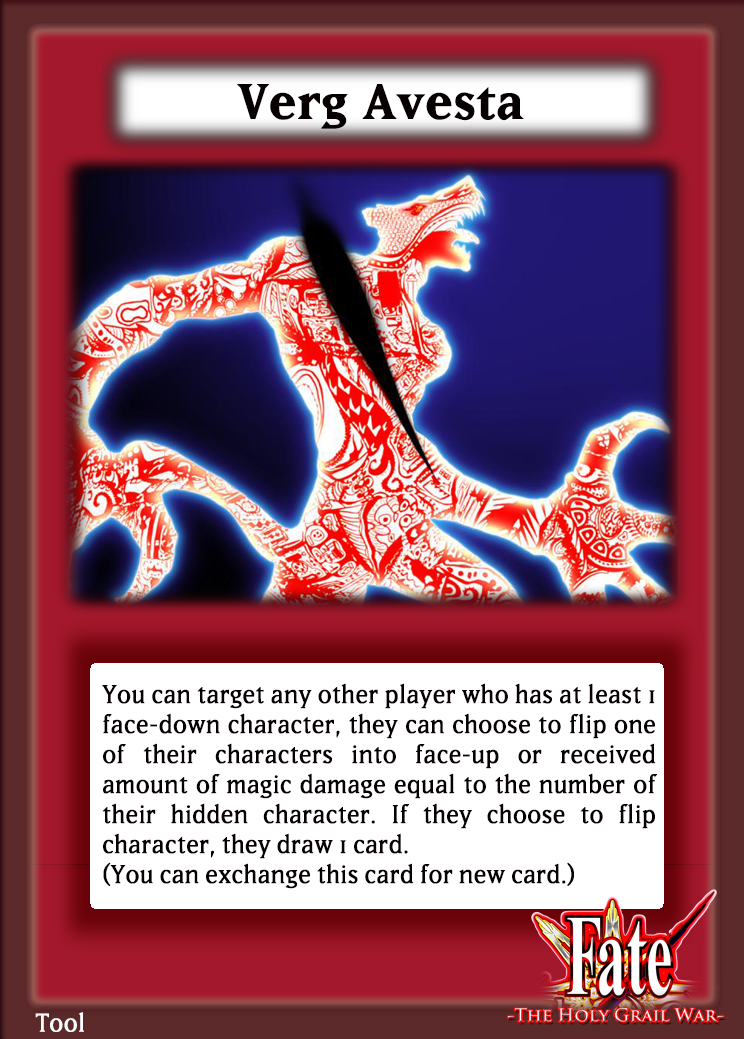 Verg Avesta
You can target any other player who has at least 1
face-down character, they can choose to flip one
of their characters into face-up or received
amount of magic damage equal to the number of
their hidden character. If they choose to flip
character, they draw 1 card.
(You can exchange this card for new card.)
Fate
-THE HOLY GRAIL WAR-
Tool